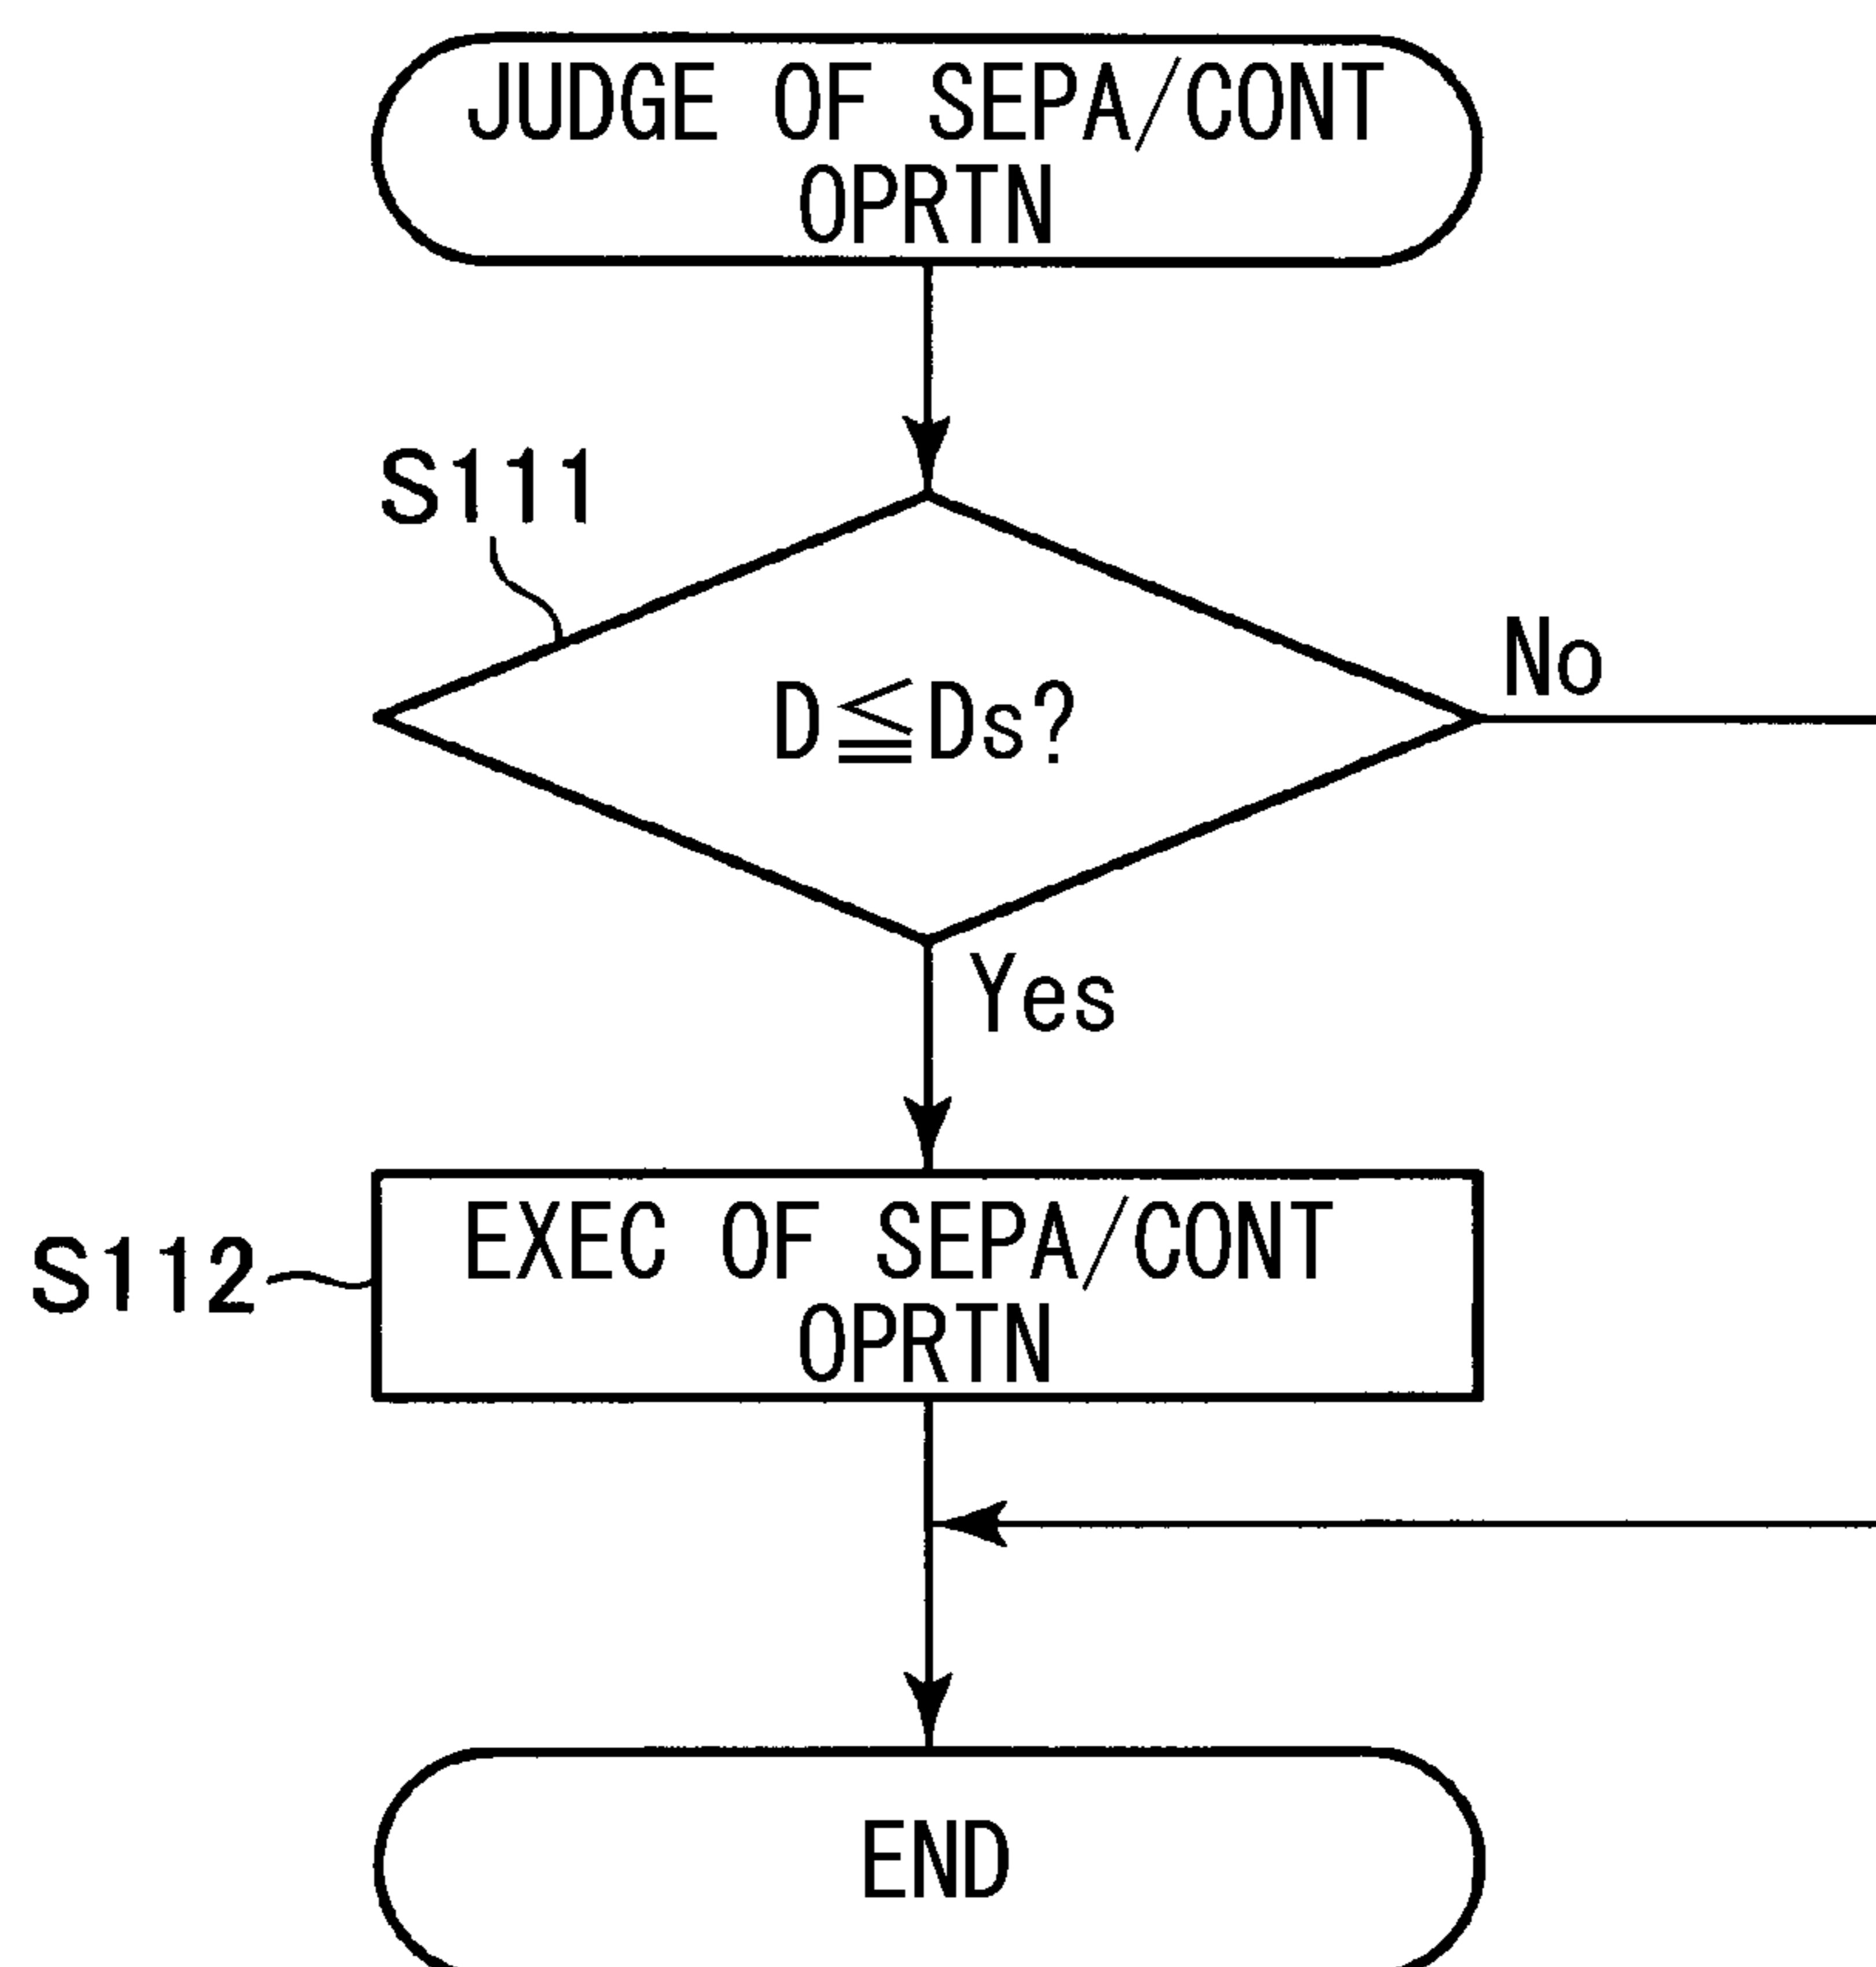 JUDGE OF SEPA/CONT
OPRTN
S111
D≦Ds?
No
Yes
S112
EXEC OF SEPA/CONT
OPRTN
END